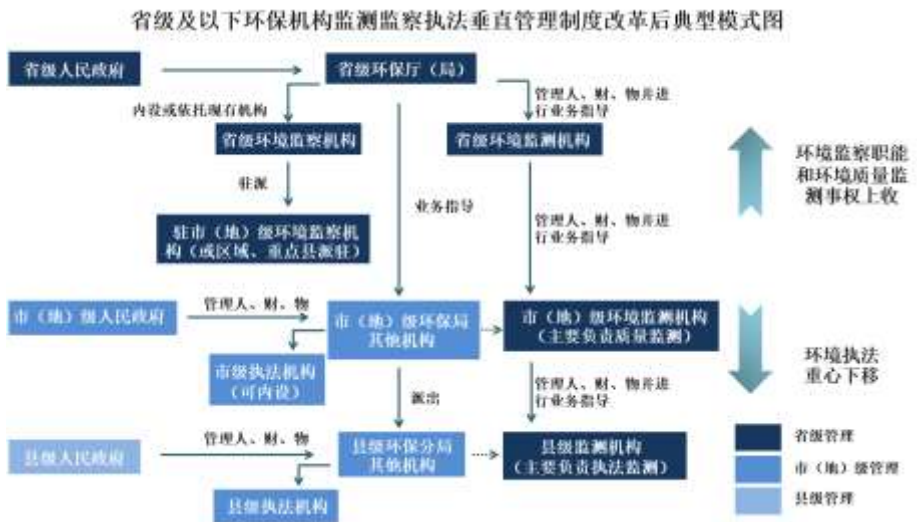 省级及以下环保机构监测监察执法垂直管理制度改革后典型模式图
省级人民政府
省级环保厅（局）
内设或依托现有机构
管理人、财、物并进
行业务指导
省级环境监察机构
省级环境监测机构
环境监察职能
和环境质量监
测事权上收
驻派
业务指导
管理人、财、物并进
行业务指导
驻市（地）级环境监察机
构（或区域、重点县派驻）
市（地）级人民政府
管理人、财、物
市（地）级环保局
其他机构
市（地）级环境监测机构
（主要负责质量监测）
市级执法机构
（可内设）
派出
管理人、财、物并进
行业务指导
环境执法
重心下移
县级人民政府
管理人、财、物
县级环保分局
其他机构
县级监测机构
（主要负责执法监测）
县级执法机构
省级管理
市（地）级管理
县级管理